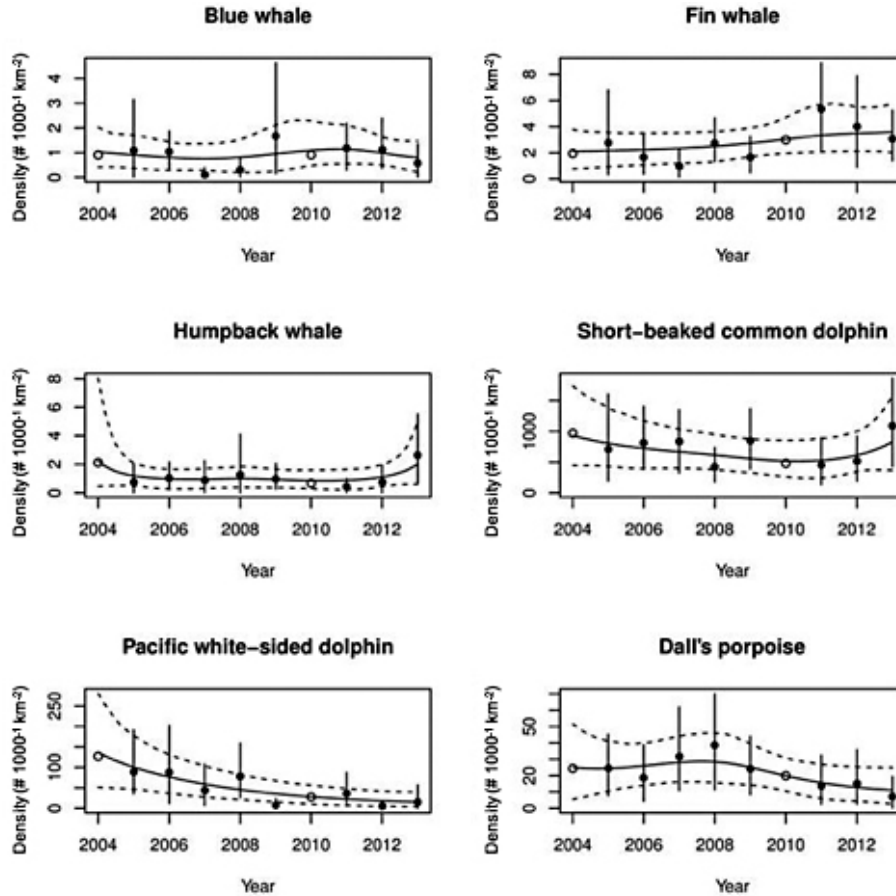 Blue whale
Fin whale
Density (# 1000⁻¹ km⁻²)
0 1 2 3 4
2004 2006 2008 2010 2012
Year
Density (# 1000⁻¹ km⁻²)
0 2 4 6 8
2004 2006 2008 2010 2012
Year
Humpback whale
Short–beaked common dolphin
Density (# 1000⁻¹ km⁻²)
0 2 4 6 8
2004 2006 2008 2010 2012
Year
Density (# 1000⁻¹ km⁻²)
0 1000
2004 2006 2008 2010 2012
Year
Pacific white–sided dolphin
Dall's porpoise
Density (# 1000⁻¹ km⁻²)
0 100 250
2004 2006 2008 2010 2012
Year
Density (# 1000⁻¹ km⁻²)
0 20 50
2004 2006 2008 2010 2012
Year